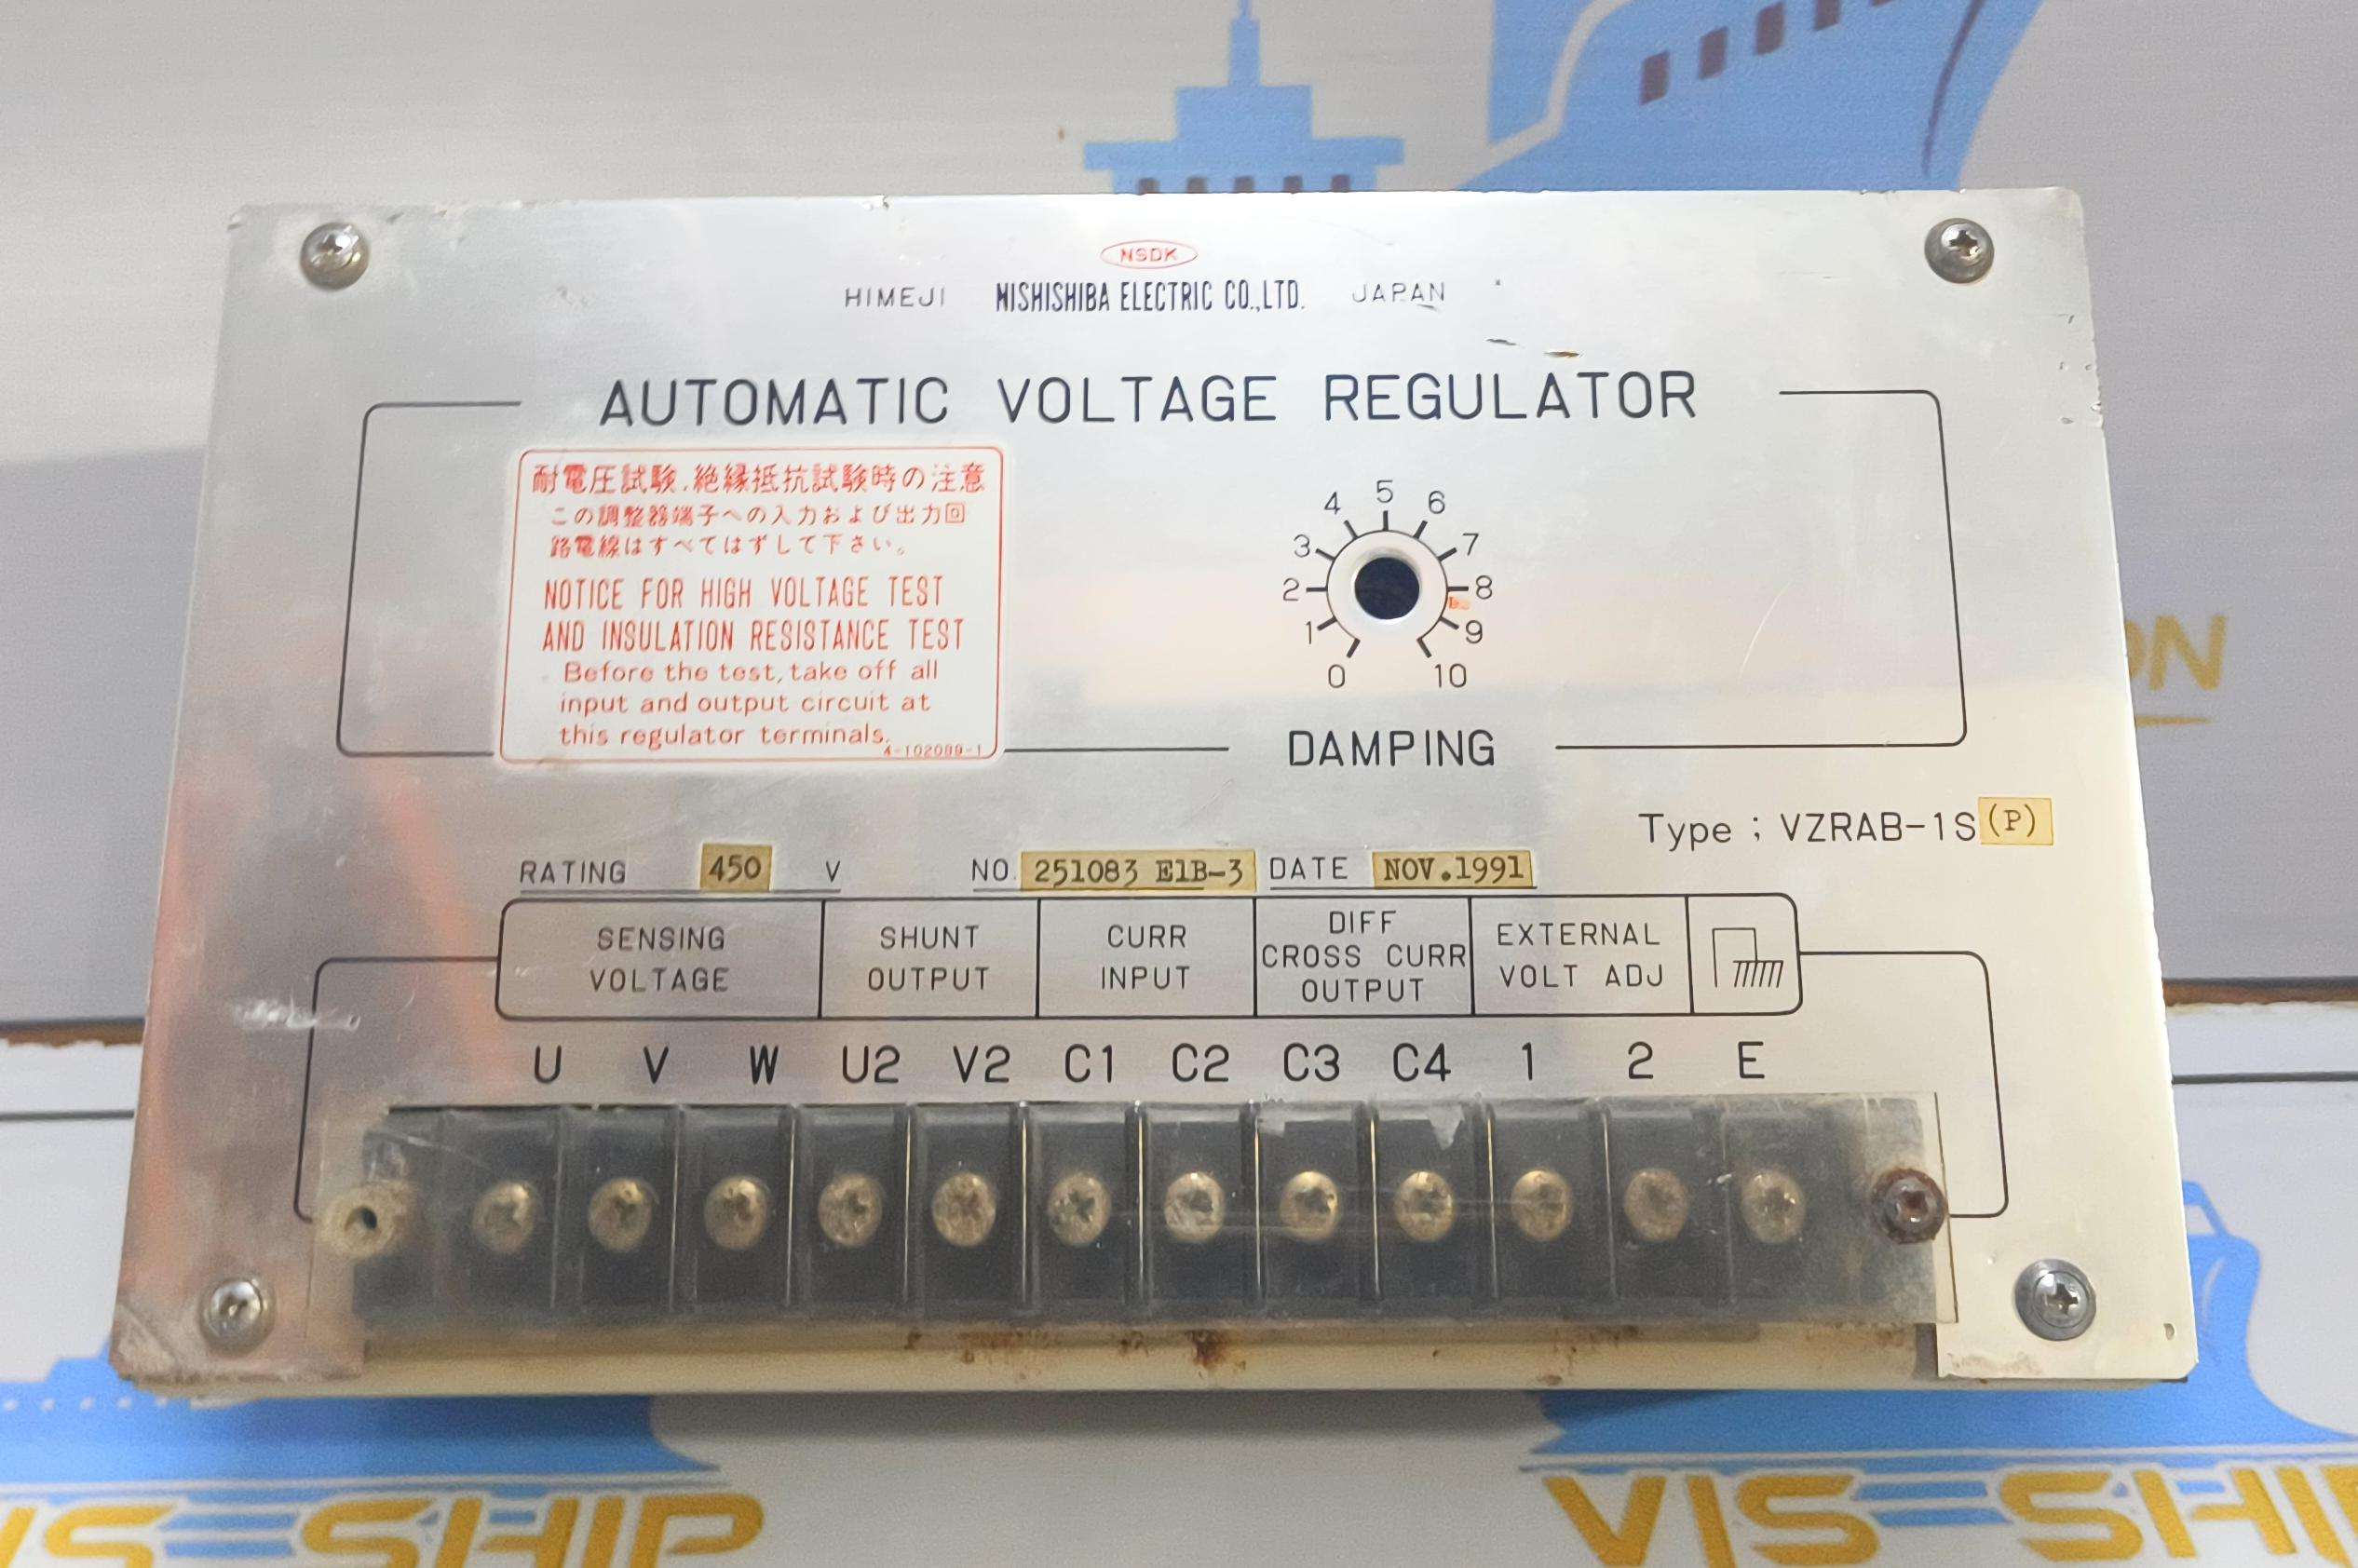 NSDK
HIMEJI NISHISHIBA ELECTRIC CO.,LTD. JAPAN
AUTOMATIC VOLTAGE REGULATOR
耐電圧試験.絶縁抵抗試験時の注意
この調整器端子への入力および出力回
路電線はすべてはずして下さい。
NOTICE FOR HIGH VOLTAGE TEST
AND INSULATION RESISTANCE TEST
Before the test, take off all
input and output circuit at
this regulator terminals.
4-102089-1
0 1 2 3 4 5 6 7 8 9 10
DAMPING
Type ; VZRAB-1S(P)
RATING 450 V NO. 251083 E1B-3 DATE NOV.1991
SENSING VOLTAGE
SHUNT OUTPUT
CURR INPUT
DIFF CROSS CURR OUTPUT
EXTERNAL VOLT ADJ
U V W U2 V2 C1 C2 C3 C4 1 2 E
ON
VIS-SHIP
VIS-SHIP